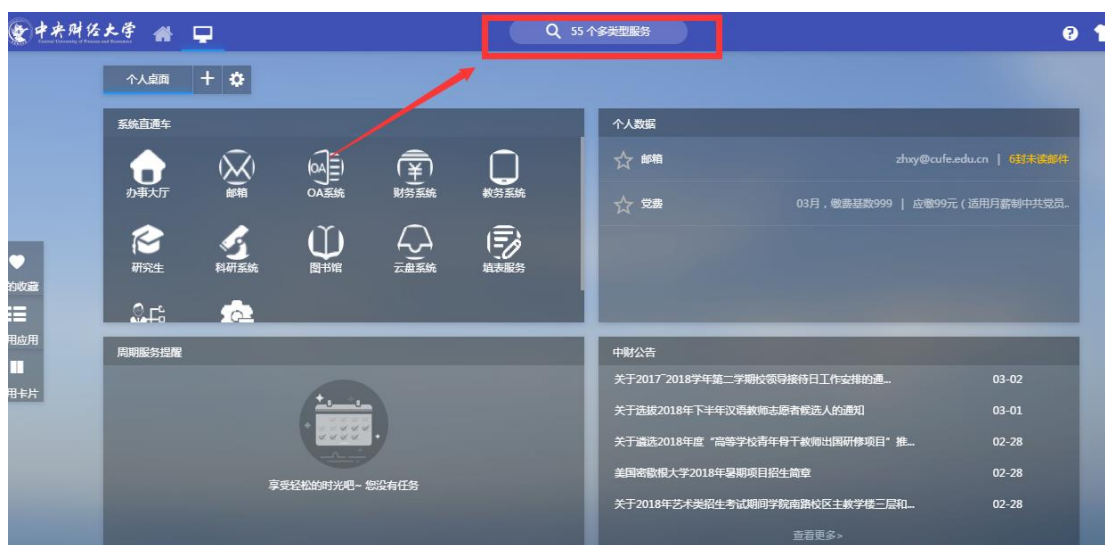 中央财经大学
55 个多类型服务
个人桌面
系统直通车
办事大厅 邮箱 OA系统 财务系统 教务系统
OA
研究生 科研系统 图书馆 云盘系统 填表服务
个人数据
邮箱 zhxy@cufe.edu.cn | 6封未读邮件
党费 03月，缴费基数999 | 应缴99元 ( 适用月薪制中共党员..
的收藏
用应用
用卡片
周期服务提醒
享受轻松的时光吧~ 您没有任务
中财公告
关于2017~2018学年第二学期校领导接待日工作安排的通... 03-02
关于选拔2018年下半年汉语教师志愿者候选人的通知 03-01
关于遴选2018年度“高等学校青年骨干教师出国研修项目”推... 02-28
美国密歇根大学2018年暑期项目招生简章 02-28
关于2018年艺术类招生考试期间学院南路校区主教学楼三层和... 02-28
查看更多>